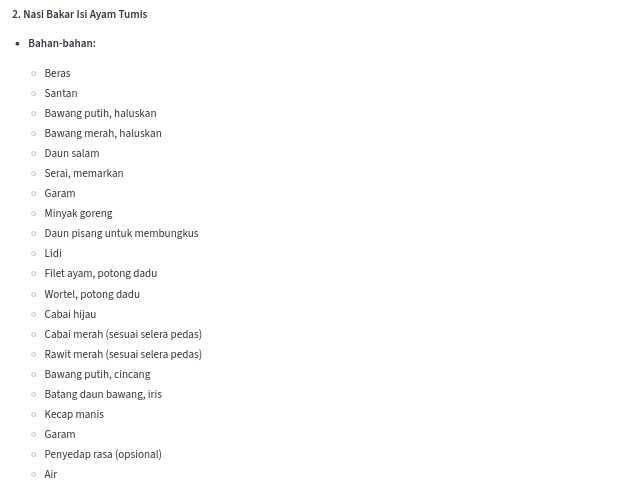 2. Nasi Bakar Isi Ayam Tumis
• Bahan-bahan:
○ Beras
○ Santan
○ Bawang putih, haluskan
○ Bawang merah, haluskan
○ Daun salam
○ Serai, memarkan
○ Garam
○ Minyak goreng
○ Daun pisang untuk membungkus
○ Lidi
○ Filet ayam, potong dadu
○ Wortel, potong dadu
○ Cabai hijau
○ Cabai merah (sesuai selera pedas)
○ Rawit merah (sesuai selera pedas)
○ Bawang putih, cincang
○ Batang daun bawang, iris
○ Kecap manis
○ Garam
○ Penyedap rasa (opsional)
○ Air